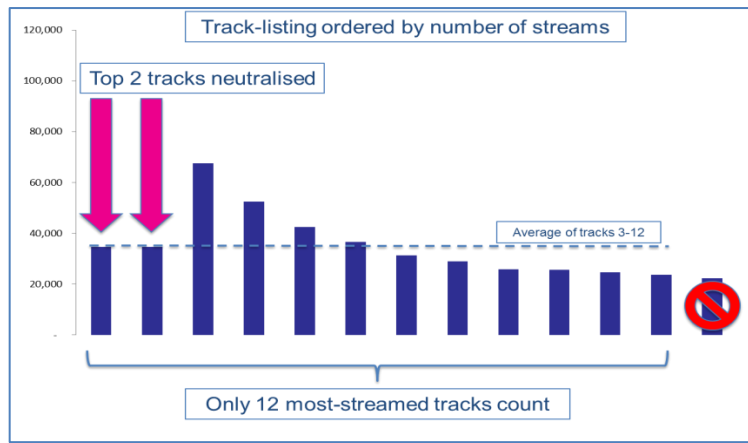 Track-listing ordered by number of streams
Top 2 tracks neutralised
120,000
100,000
80,000
60,000
40,000
20,000
-
Average of tracks 3-12
Only 12 most-streamed tracks count